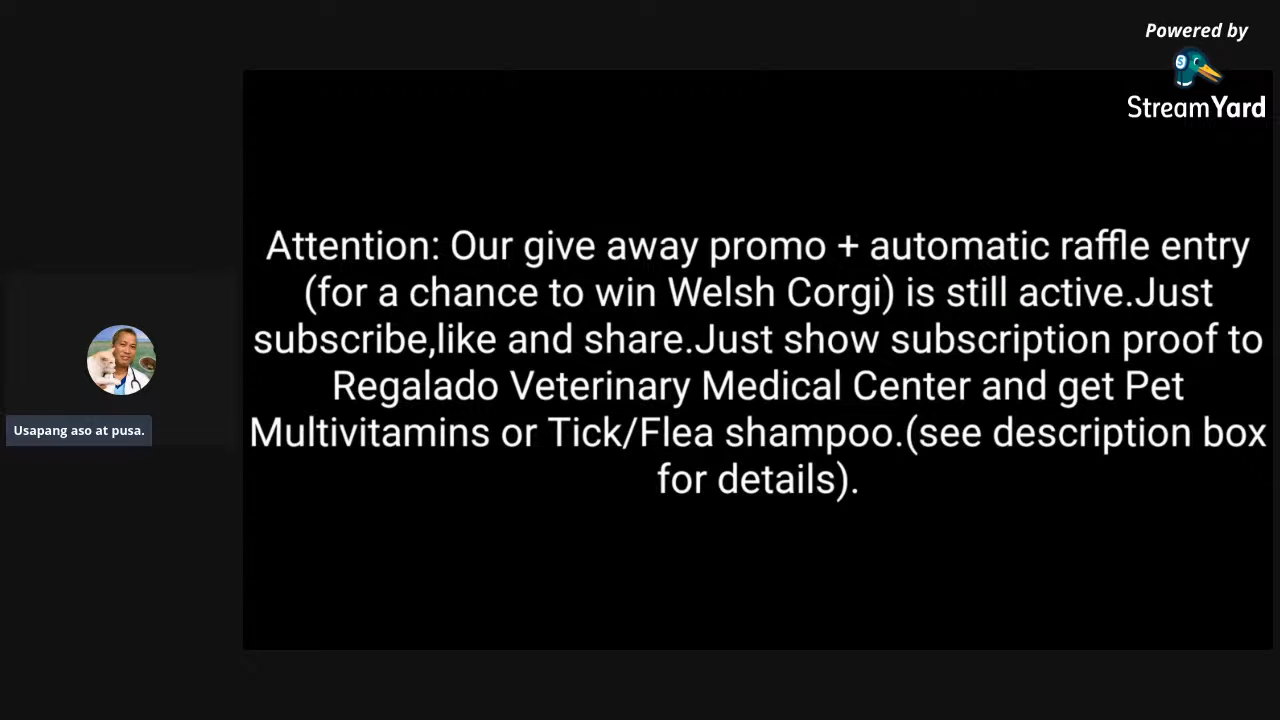 Powered by
StreamYard
Attention: Our give away promo + automatic raffle entry
(for a chance to win Welsh Corgi) is still active.Just
subscribe,like and share.Just show subscription proof to
Regalado Veterinary Medical Center and get Pet
Multivitamins or Tick/Flea shampoo.(see description box
for details).
Usapang aso at pusa.